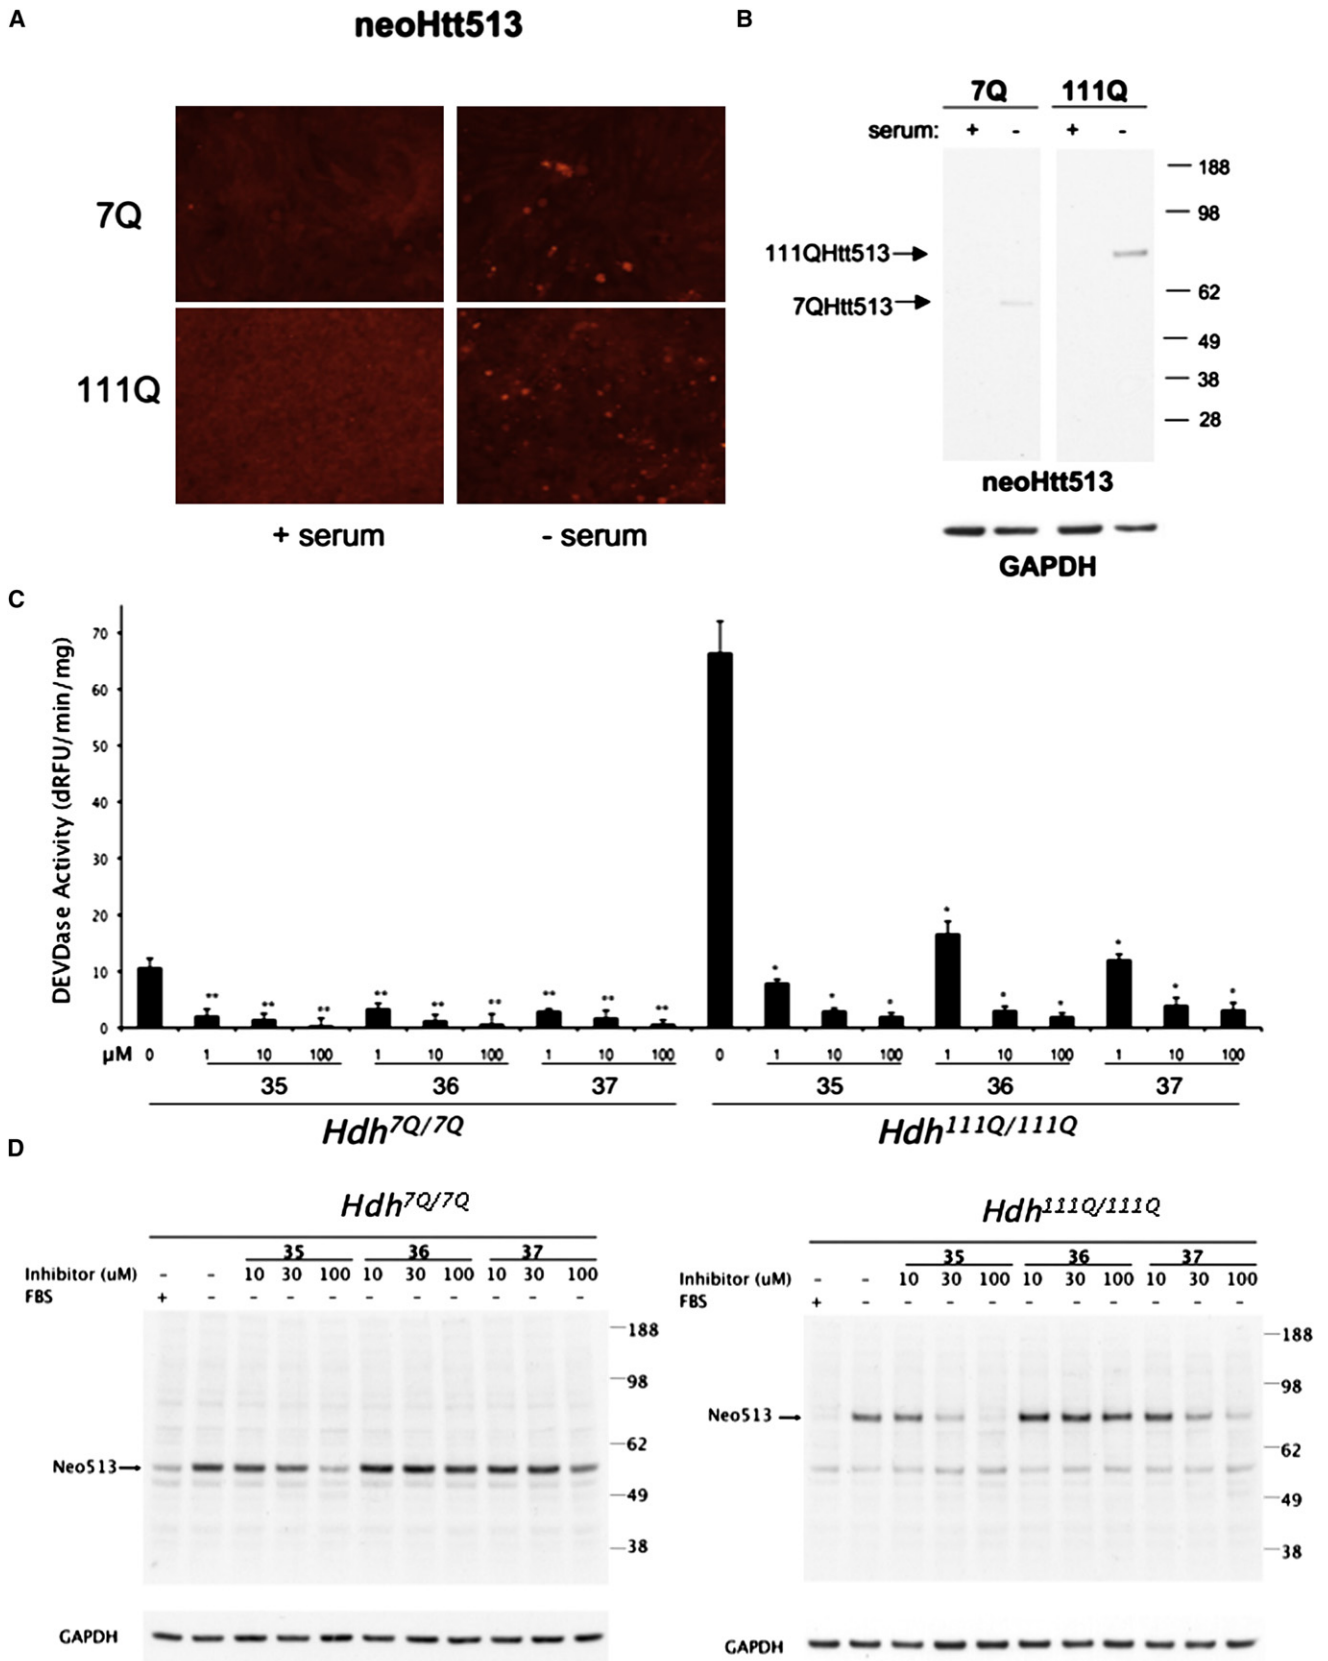 A
neoHtt513
7Q
111Q
+ serum
- serum
B
7Q 111Q
serum: + - + -
188
98
111QHtt513
62
7QHtt513
49
38
28
neoHtt513
GAPDH
C
DEVDase Activity (dRFU/min/mg)
70
60
50
40
30
20
10
0
** ** ** ** ** ** ** ** ** * * * * * * * * *
μM 0 1 10 100 1 10 100 1 10 100 0 1 10 100 1 10 100 1 10 100
35 36 37 35 36 37
Hdh7Q/7Q Hdh111Q/111Q
D
Hdh7Q/7Q
35 36 37
Inhibitor (uM) - - 10 30 100 10 30 100 10 30 100
FBS + - - - - - - - - - -
188
98
62
Neo513
49
38
GAPDH
Hdh111Q/111Q
35 36 37
Inhibitor (uM) - - 10 30 100 10 30 100 10 30 100
FBS + - - - - - - - - - -
188
98
Neo513
62
49
38
GAPDH